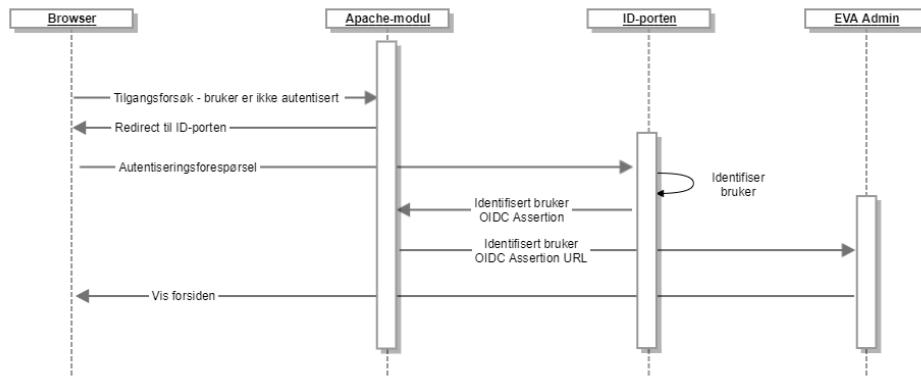 Browser
Apache-modul
ID-porten
EVA Admin
Tilgangsforsøk - bruker er ikke autentisert
Redirect til ID-porten
Autentiseringsforespørsel
Identifiser
bruker
Identifisert bruker
OIDC Assertion
Identifisert bruker
OIDC Assertion URL
Vis forsiden